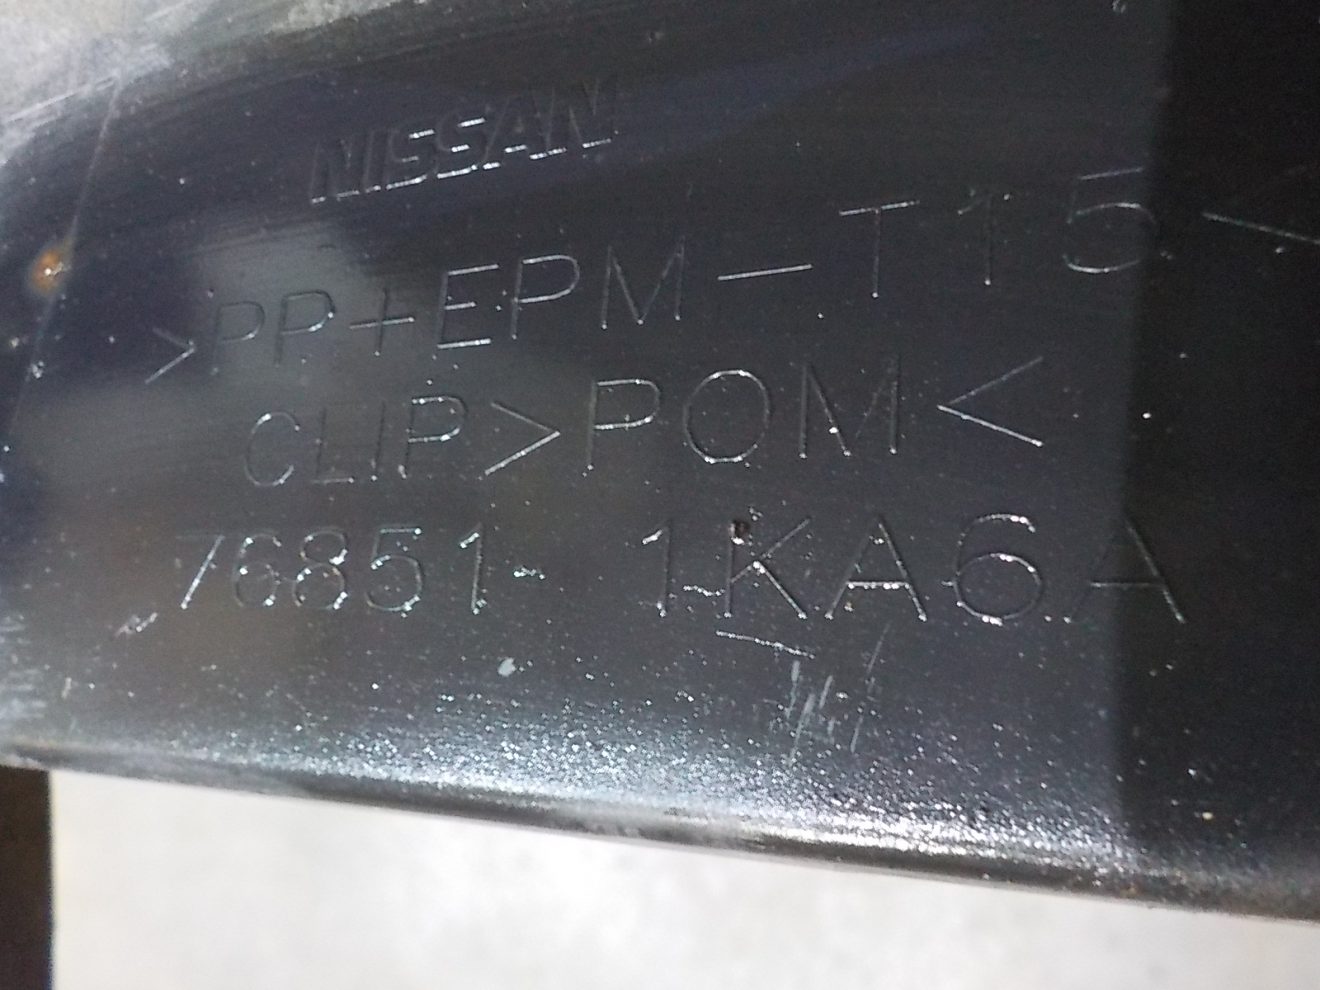 NISSAN
>PP+EPM-T15>
CLIP>POM<
76851-1KA6A